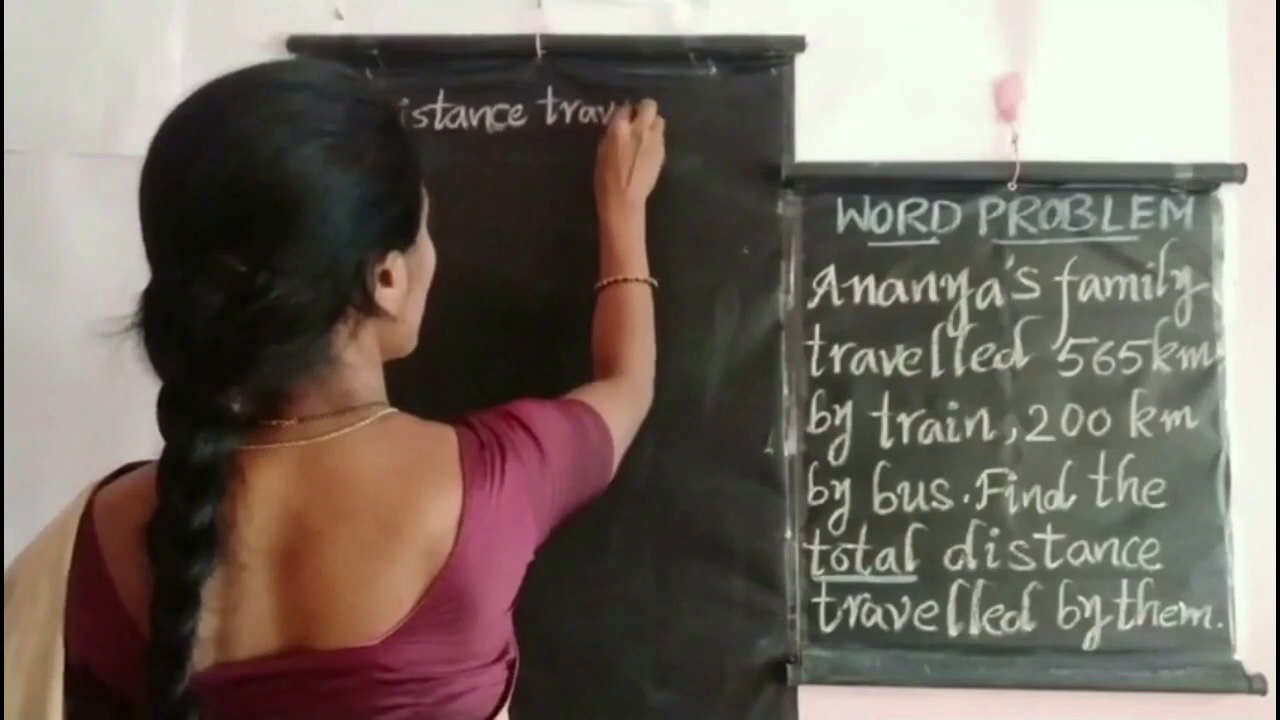 istance trav
WORD PROBLEM
Ananya's family
travelled 565km
by train, 200 km
by bus. Find the
total distance
travelled by them.